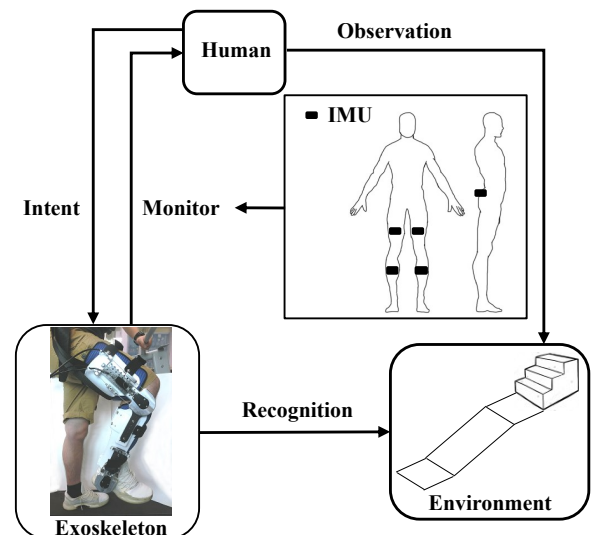 Human
Observation
IMU
Intent
Monitor
Recognition
Exoskeleton
Environment